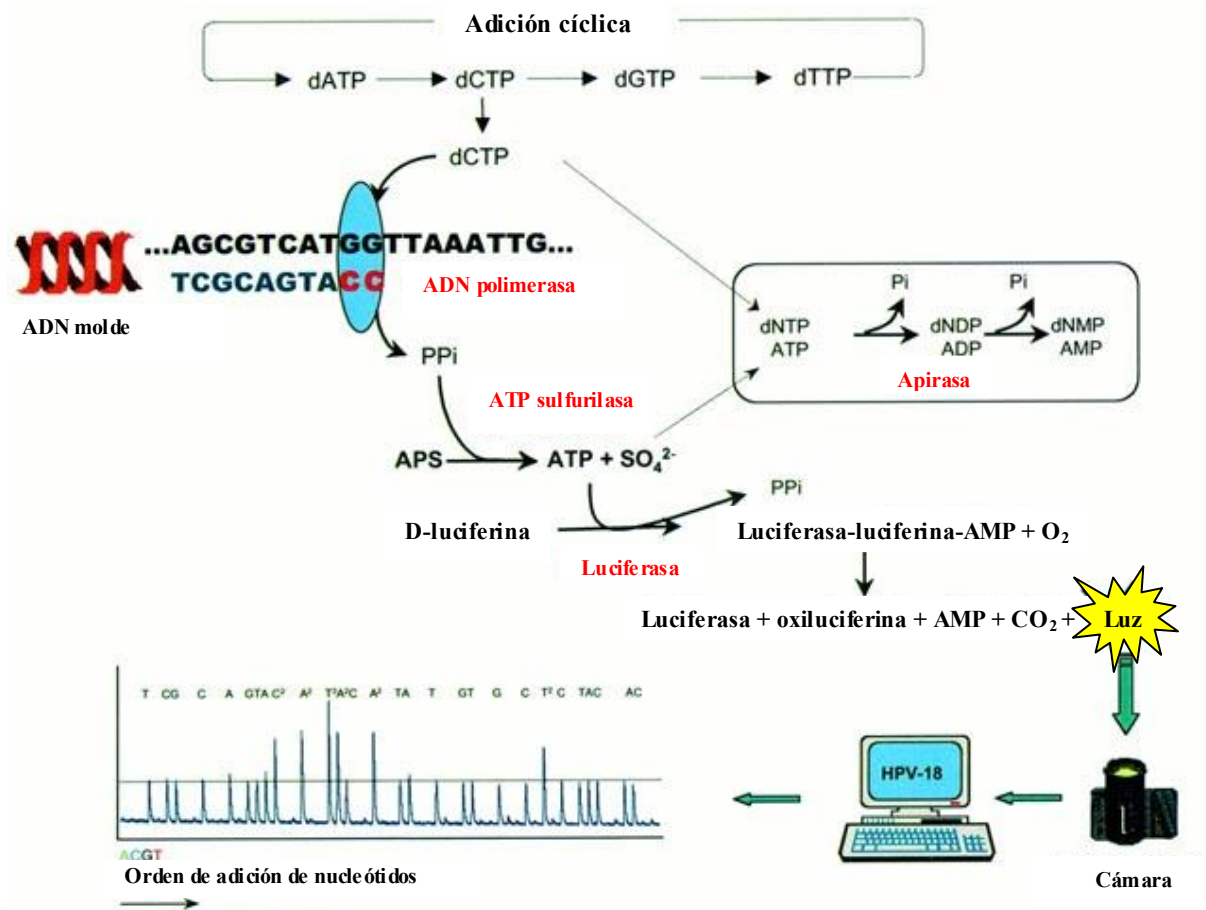 Adición cíclica
dATP dCTP dGTP dTTP
dCTP
...AGCGTCATGGTTAAATTG...
TCGCAGTACC
ADN polimerasa
ADN molde
PPi
Pi Pi
dNTP dNDP dNMP
ATP ADP AMP
Apirasa
ATP sulfurilasa
APS ATP + SO₄²⁻
PPi
D-luciferina Luciferasa-luciferina-AMP + O₂
Luciferasa
Luciferasa + oxiluciferina + AMP + CO₂ + Luz
T CG C A GTA C² A² T³A²C A² TA T GT G C T² C TAC AC
HPV-18
ACGT
Orden de adición de nucleótidos
Cámara